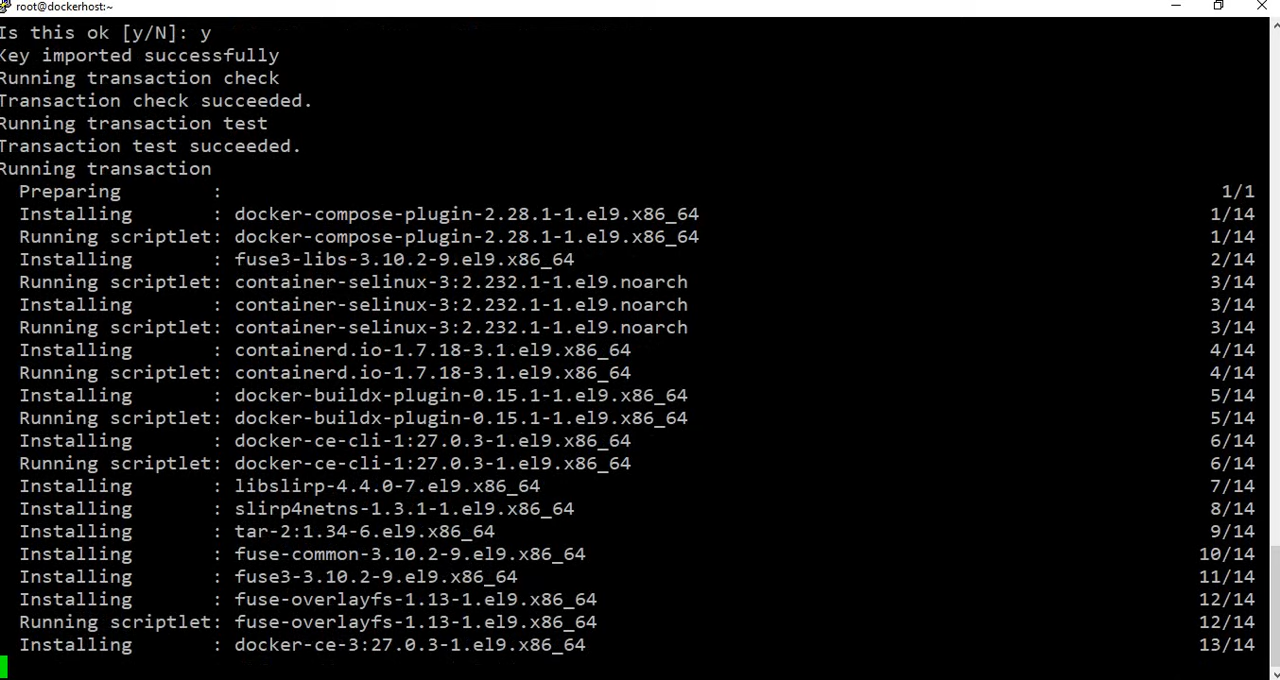 root@dockerhost:~
Is this ok [y/N]: y
Key imported successfully
Running transaction check
Transaction check succeeded.
Running transaction test
Transaction test succeeded.
Running transaction
  Preparing        :                                                                                       1/1
  Installing       : docker-compose-plugin-2.28.1-1.el9.x86_64                                            1/14
  Running scriptlet: docker-compose-plugin-2.28.1-1.el9.x86_64                                            1/14
  Installing       : fuse3-libs-3.10.2-9.el9.x86_64                                                       2/14
  Running scriptlet: container-selinux-3:2.232.1-1.el9.noarch                                             3/14
  Installing       : container-selinux-3:2.232.1-1.el9.noarch                                             3/14
  Running scriptlet: container-selinux-3:2.232.1-1.el9.noarch                                             3/14
  Installing       : containerd.io-1.7.18-3.1.el9.x86_64                                                  4/14
  Running scriptlet: containerd.io-1.7.18-3.1.el9.x86_64                                                  4/14
  Installing       : docker-buildx-plugin-0.15.1-1.el9.x86_64                                             5/14
  Running scriptlet: docker-buildx-plugin-0.15.1-1.el9.x86_64                                             5/14
  Installing       : docker-ce-cli-1:27.0.3-1.el9.x86_64                                                  6/14
  Running scriptlet: docker-ce-cli-1:27.0.3-1.el9.x86_64                                                  6/14
  Installing       : libslirp-4.4.0-7.el9.x86_64                                                          7/14
  Installing       : slirp4netns-1.3.1-1.el9.x86_64                                                       8/14
  Installing       : tar-2:1.34-6.el9.x86_64                                                              9/14
  Installing       : fuse-common-3.10.2-9.el9.x86_64                                                     10/14
  Installing       : fuse3-3.10.2-9.el9.x86_64                                                           11/14
  Installing       : fuse-overlayfs-1.13-1.el9.x86_64                                                    12/14
  Running scriptlet: fuse-overlayfs-1.13-1.el9.x86_64                                                    12/14
  Installing       : docker-ce-3:27.0.3-1.el9.x86_64                                                     13/14